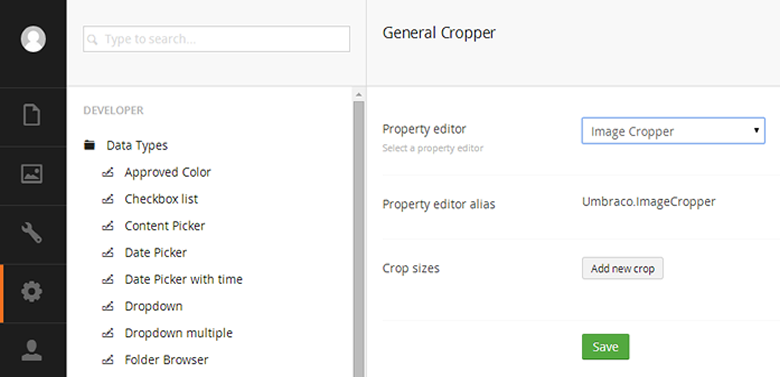 Type to search...
DEVELOPER
Data Types
Approved Color
Checkbox list
Content Picker
Date Picker
Date Picker with time
Dropdown
Dropdown multiple
Folder Browser
General Cropper
Property editor
Select a property editor
Image Cropper
Property editor alias
Umbraco.ImageCropper
Crop sizes
Add new crop
Save